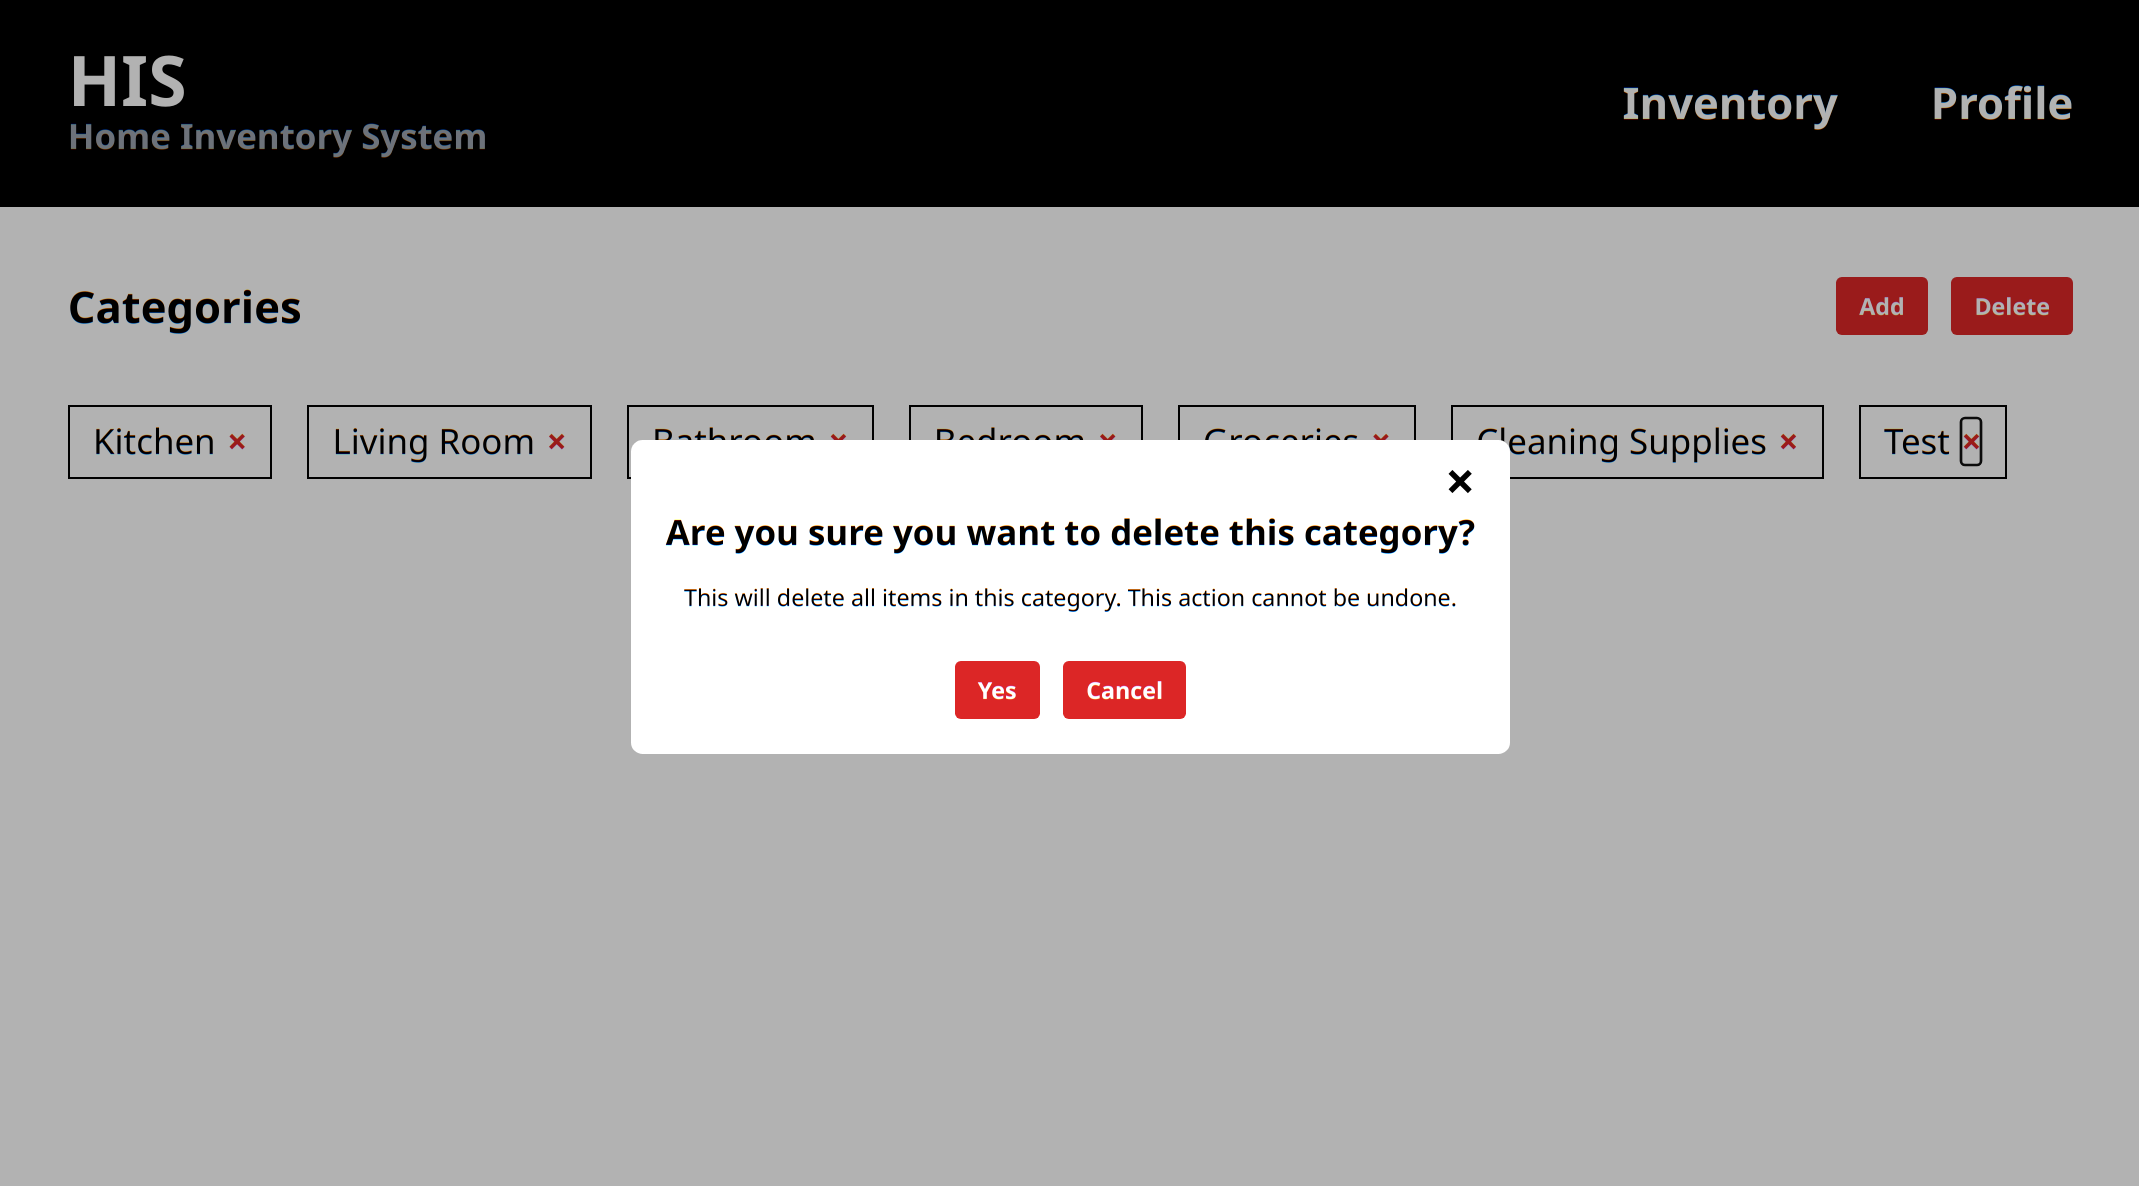 HIS
Home Inventory System
Inventory
Profile
Categories
Add
Delete
Kitchen ×
Living Room ×
Bathroom ×
Bedroom ×
Groceries ×
Cleaning Supplies ×
Test ×
×
Are you sure you want to delete this category?
This will delete all items in this category. This action cannot be undone.
Yes
Cancel